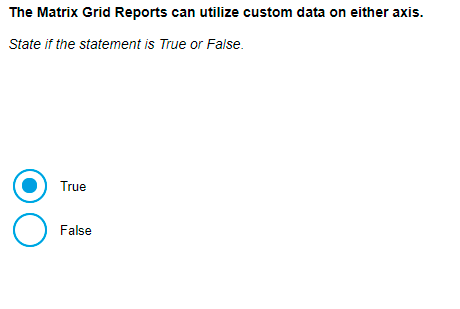 The Matrix Grid Reports can utilize custom data on either axis.
State if the statement is True or False.
True
False